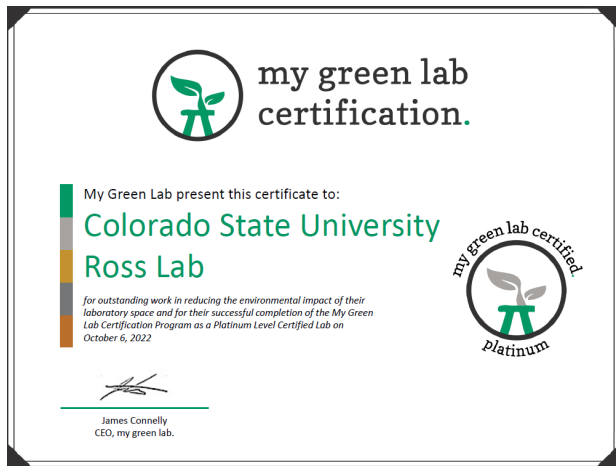 my green lab
certification.
My Green Lab present this certificate to:
Colorado State University
Ross Lab
for outstanding work in reducing the environmental impact of their
laboratory space and for their successful completion of the My Green
Lab Certification Program as a Platinum Level Certified Lab on
October 6, 2022
my green lab certified.
platinum
James Connelly
CEO, my green lab.